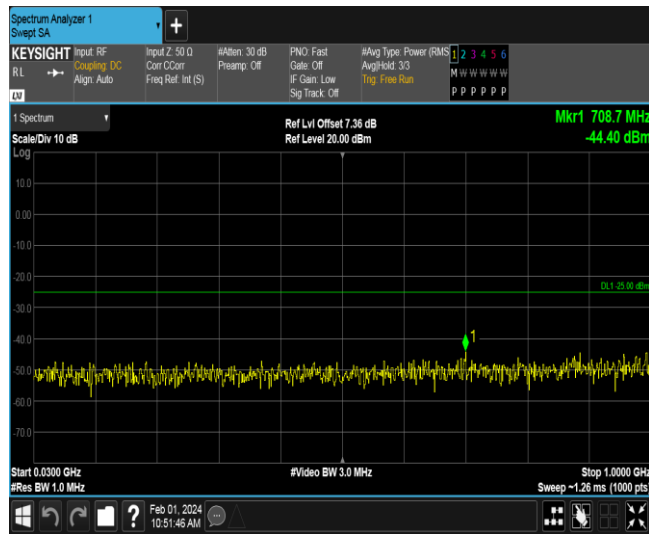 Spectrum Analyzer 1
Swept SA
+
KEYSIGHT Input: RF Input Z: 50 Ω #Atten: 30 dB PNO: Fast #Avg Type: Power (RMS 1 2 3 4 5 6
RL Coupling: DC Corr CCorr Preamp: Off Gate: Off Avg|Hold: 3/3 M W W W W W
Align: Auto Freq Ref: Int (S) IF Gain: Low Trig: Free Run
LXI Sig Track: Off P P P P P P
1 Spectrum Ref Lvl Offset 7.36 dB Mkr1 708.7 MHz
Scale/Div 10 dB Ref Level 20.00 dBm -44.40 dBm
Log
10.0
0.00
-10.0
-20.0
DL1 -25.00 dBm
-30.0
-40.0
1
-50.0
-60.0
-70.0
Start 0.0300 GHz #Video BW 3.0 MHz Stop 1.0000 GHz
#Res BW 1.0 MHz Sweep ~1.26 ms (1000 pts)
? Feb 01, 2024
10:51:46 AM